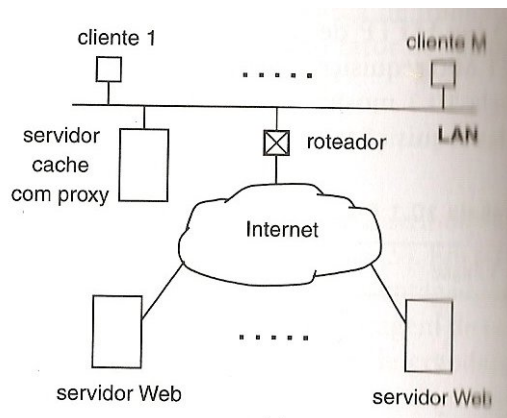 cliente 1
cliente M
servidor
cache
com proxy
roteador
LAN
Internet
servidor Web
servidor Web